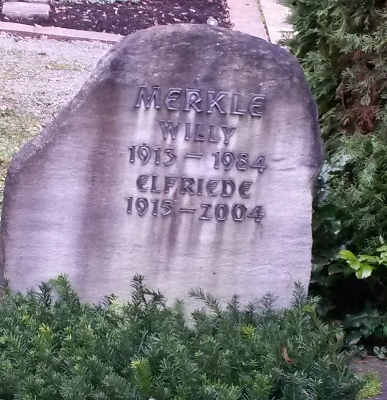 MERKLE
WILLY
1913 – 1984
ELFRIEDE
1915 – 2004